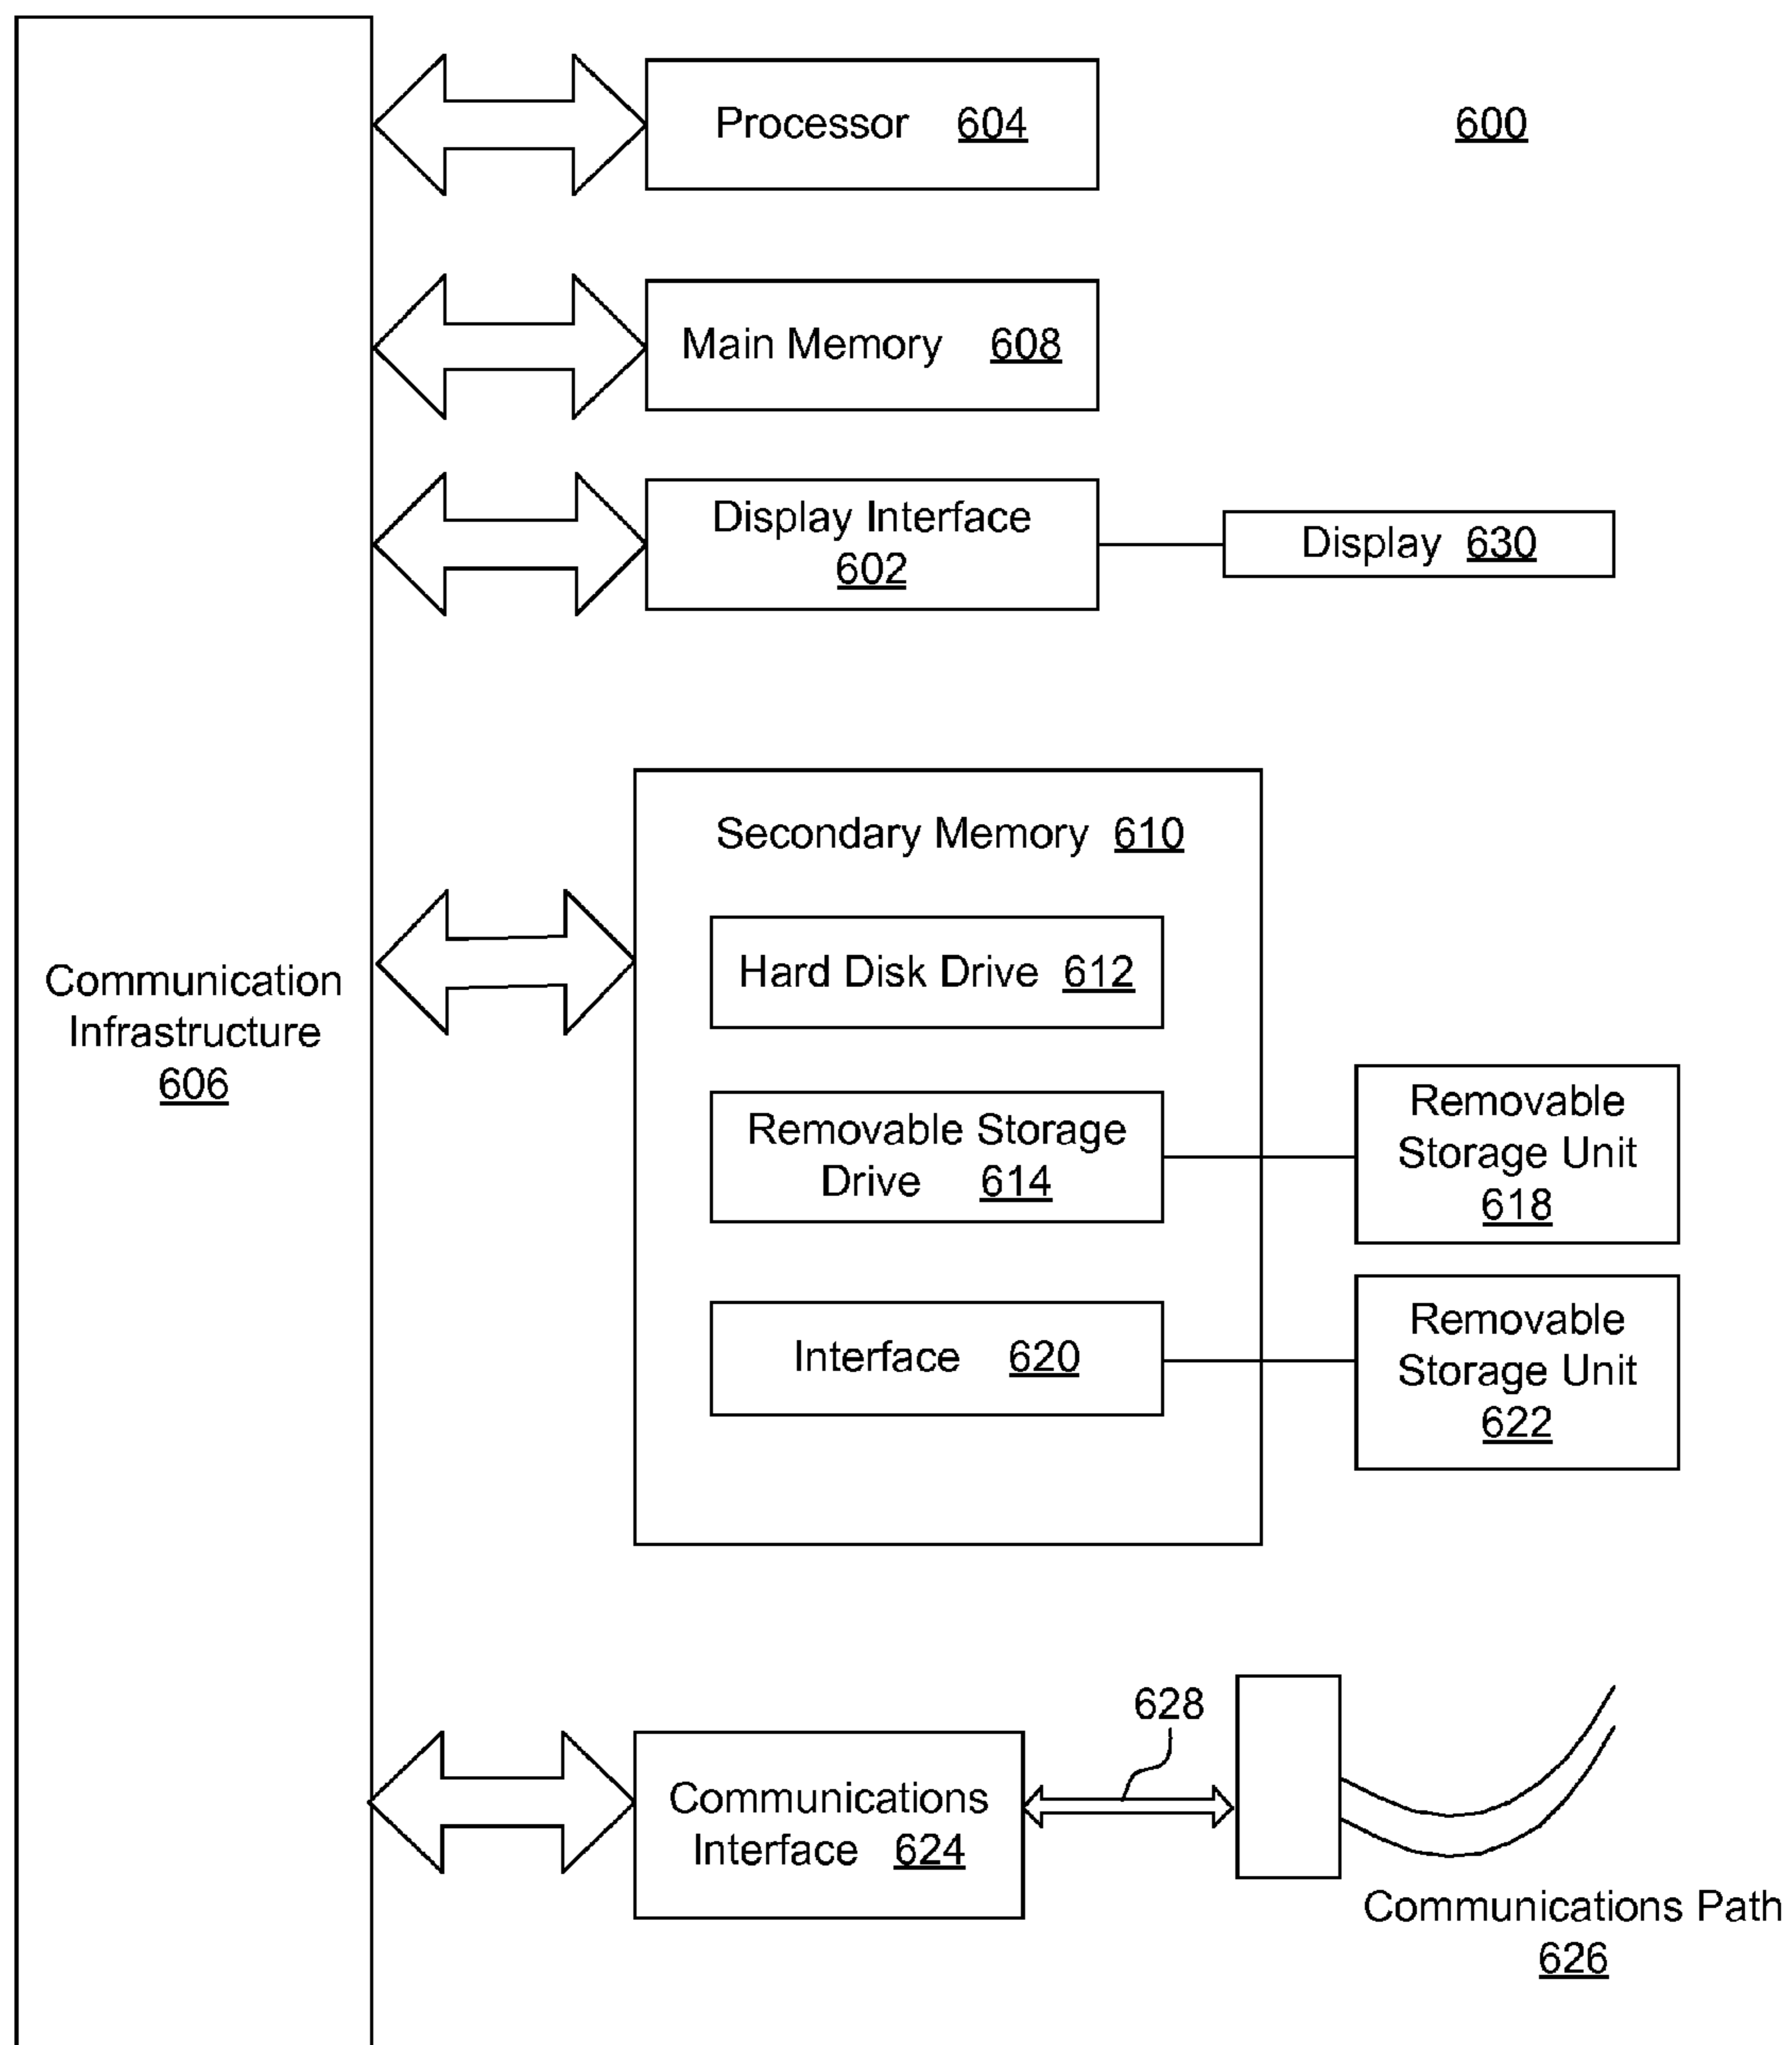 Processor 604
600
Main Memory 608
Display Interface
602
Display 630
Secondary Memory 610
Hard Disk Drive 612
Communication
Infrastructure
606
Removable Storage
Drive 614
Removable
Storage Unit
618
Interface 620
Removable
Storage Unit
622
628
Communications
Interface 624
Communications Path
626